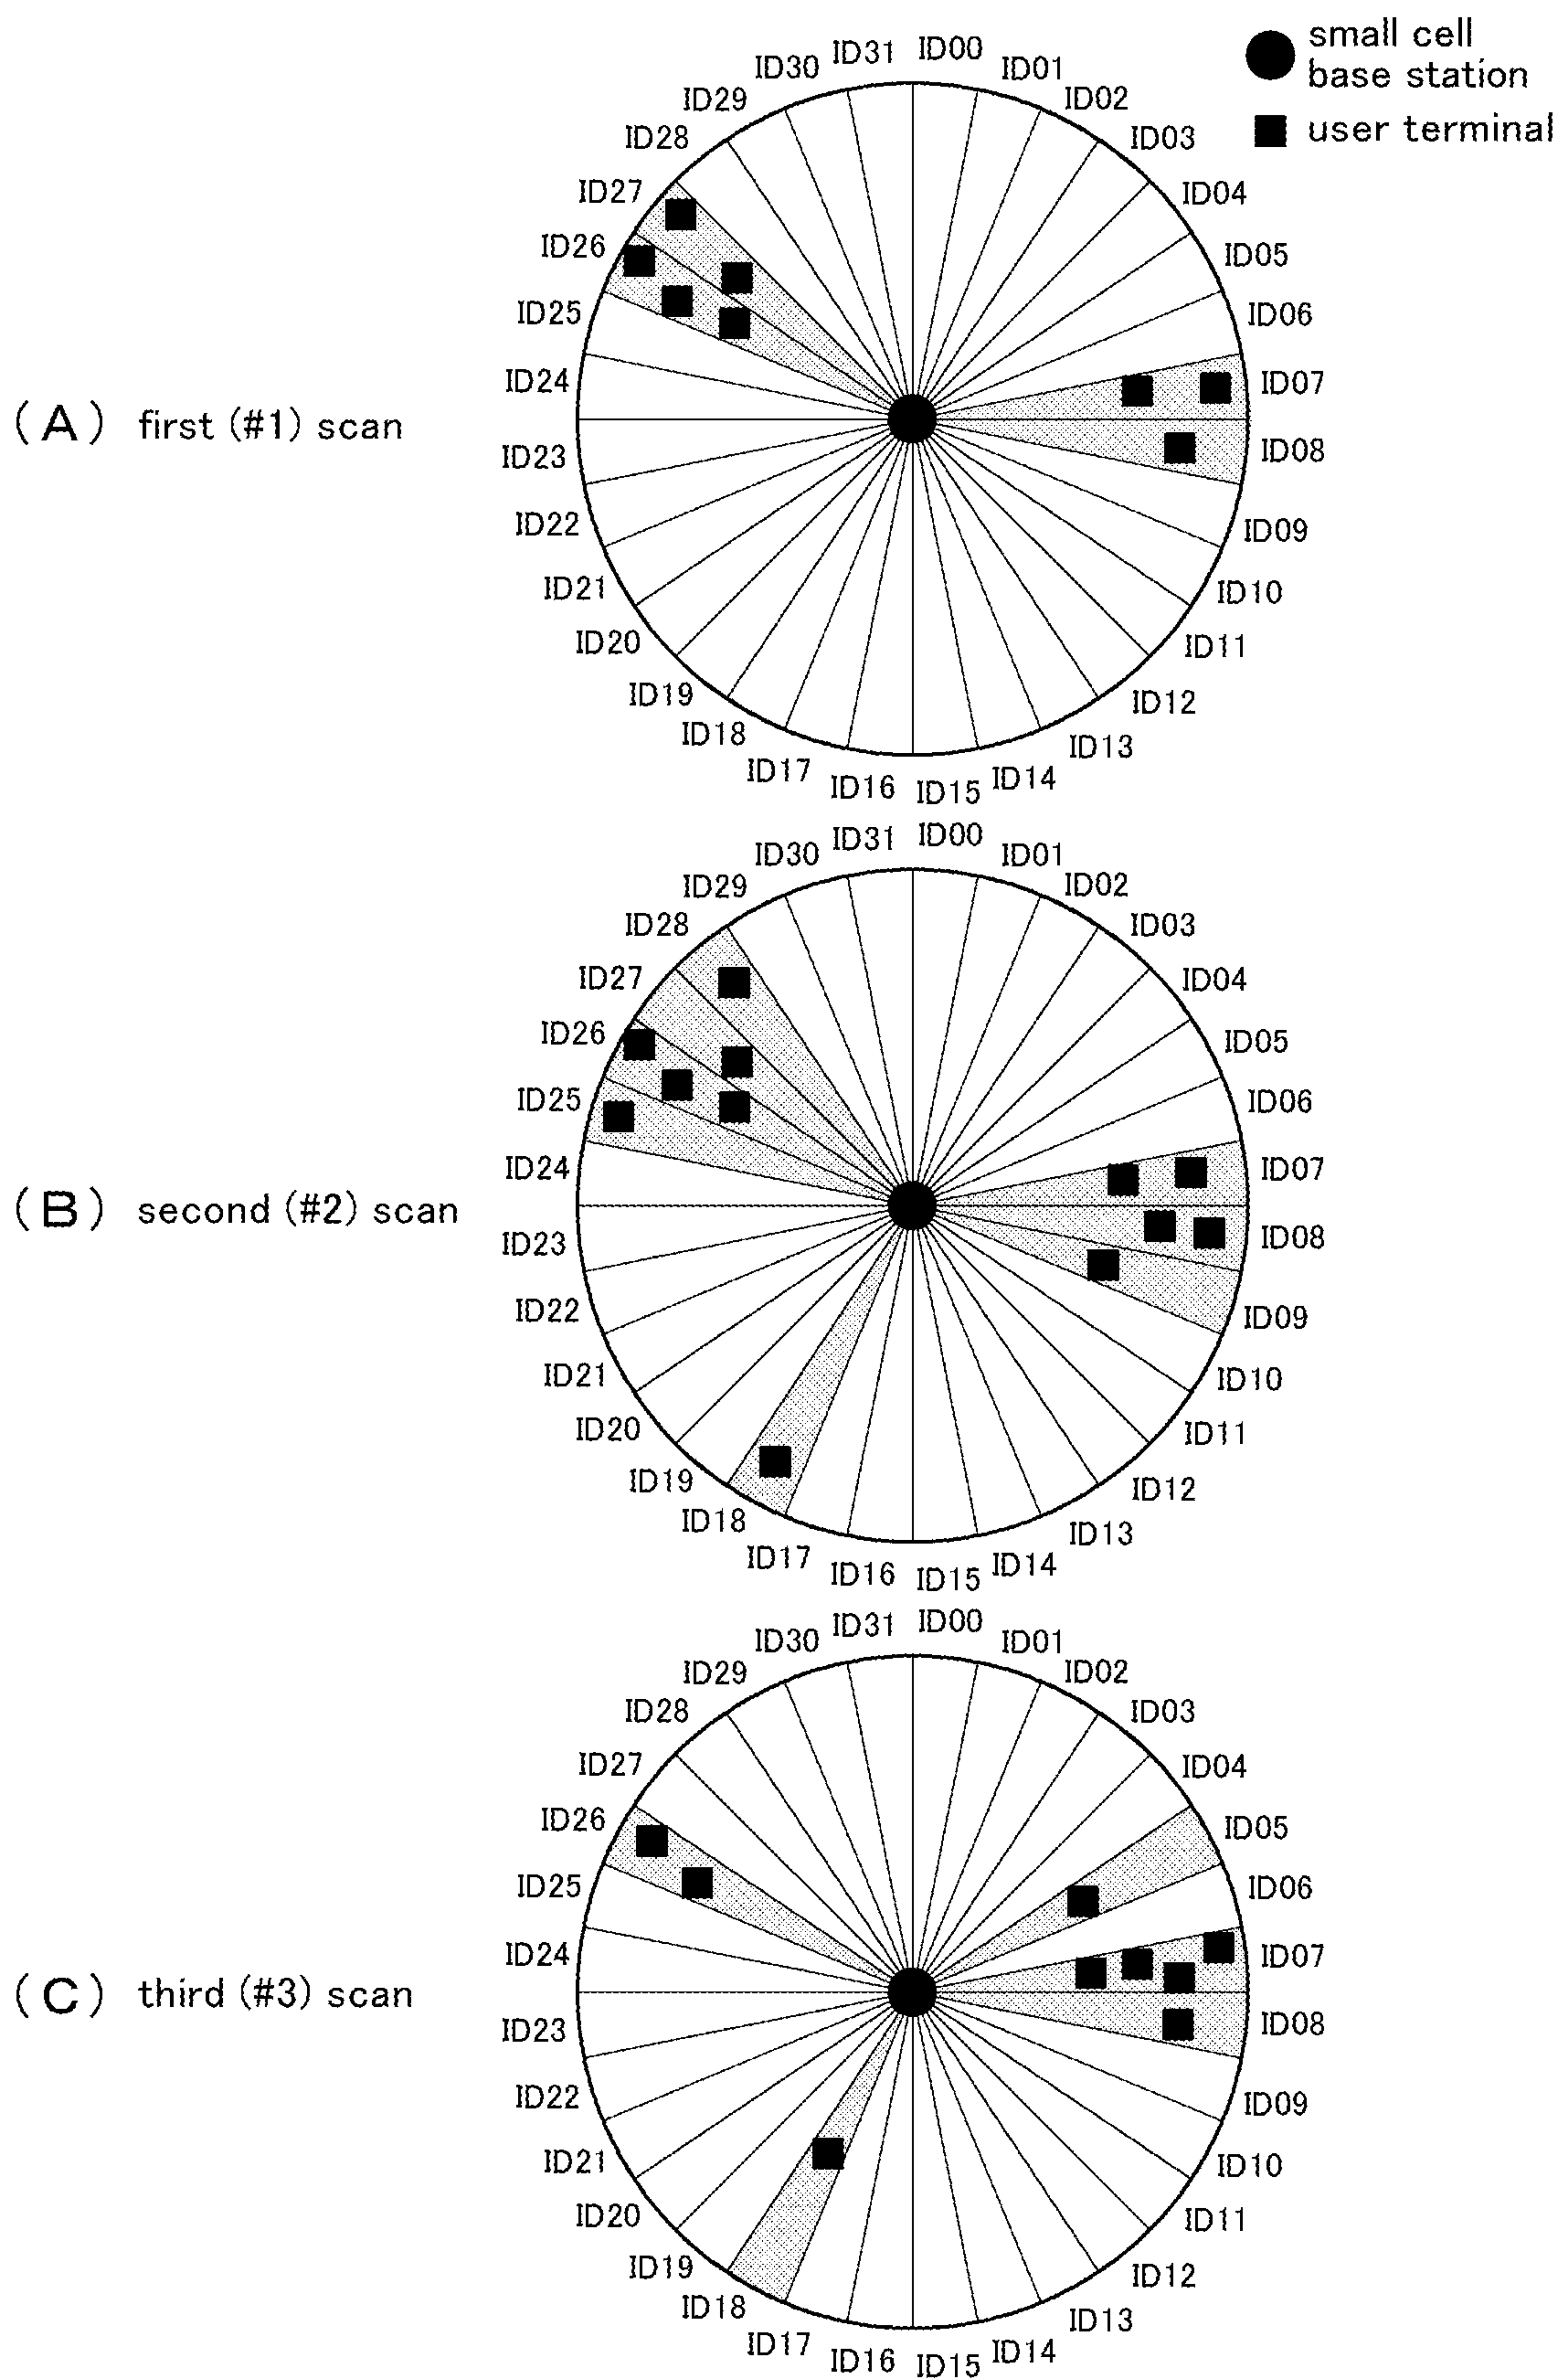 small cell
base station
user terminal
(A) first (#1) scan
ID00
ID01
ID02
ID03
ID04
ID05
ID06
ID07
ID08
ID09
ID10
ID11
ID12
ID13
ID14
ID15
ID16
ID17
ID18
ID19
ID20
ID21
ID22
ID23
ID24
ID25
ID26
ID27
ID28
ID29
ID30
ID31
(B) second (#2) scan
ID00
ID01
ID02
ID03
ID04
ID05
ID06
ID07
ID08
ID09
ID10
ID11
ID12
ID13
ID14
ID15
ID16
ID17
ID18
ID19
ID20
ID21
ID22
ID23
ID24
ID25
ID26
ID27
ID28
ID29
ID30
ID31
(C) third (#3) scan
ID00
ID01
ID02
ID03
ID04
ID05
ID06
ID07
ID08
ID09
ID10
ID11
ID12
ID13
ID14
ID15
ID16
ID17
ID18
ID19
ID20
ID21
ID22
ID23
ID24
ID25
ID26
ID27
ID28
ID29
ID30
ID31